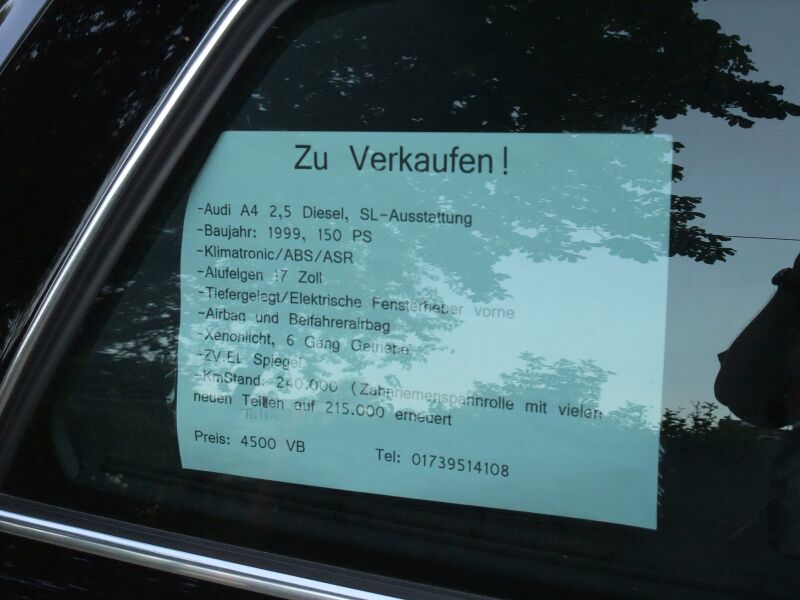 Zu Verkaufen!
-Audi A4 2,5 Diesel, SL-Ausstattung
-Baujahr: 1999, 150 PS
-Klimatronic/ABS/ASR
-Alufelgen 17 Zoll
-Tiefergelegt/Elektrische Fensterheber vorne
-Airbag und Beifahrerairbag
-Xenonlicht, 6 Gang Getriebe
-ZV,EL Spiegel
-KmStand: 240.000 (Zahnriemenspannrolle mit vielen
neuen Teilen auf 215.000 erneuert
Preis: 4500 VB
Tel: 01739514108